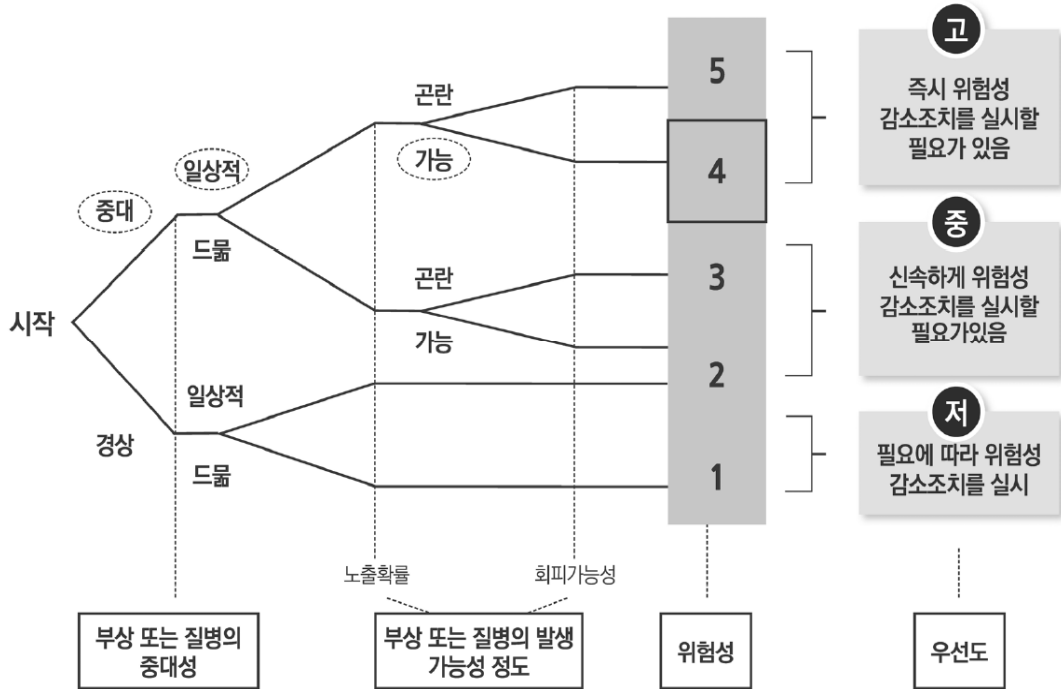 시작
중대
경상
일상적
드묾
일상적
드묾
곤란
가능
곤란
가능
5
4
3
2
1
고
즉시 위험성
감소조치를 실시할
필요가 있음
중
신속하게 위험성
감소조치를 실시할
필요가있음
저
필요에 따라 위험성
감소조치를 실시
노출확률
회피가능성
부상 또는 질병의
중대성
부상 또는 질병의 발생
가능성 정도
위험성
우선도